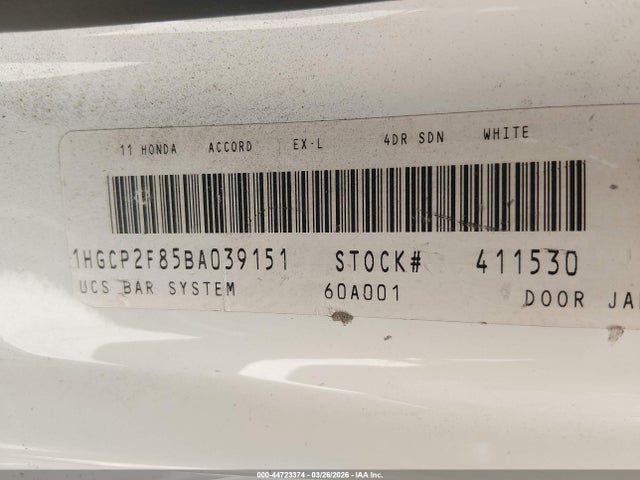 11 HONDA ACCORD EX-L 4DR SDN WHITE
1HGCP2F85BA039151 STOCK# 411530
UCS BAR SYSTEM 60A001 DOOR JA
000-44723374 - 03/26/2026 - IAA Inc.